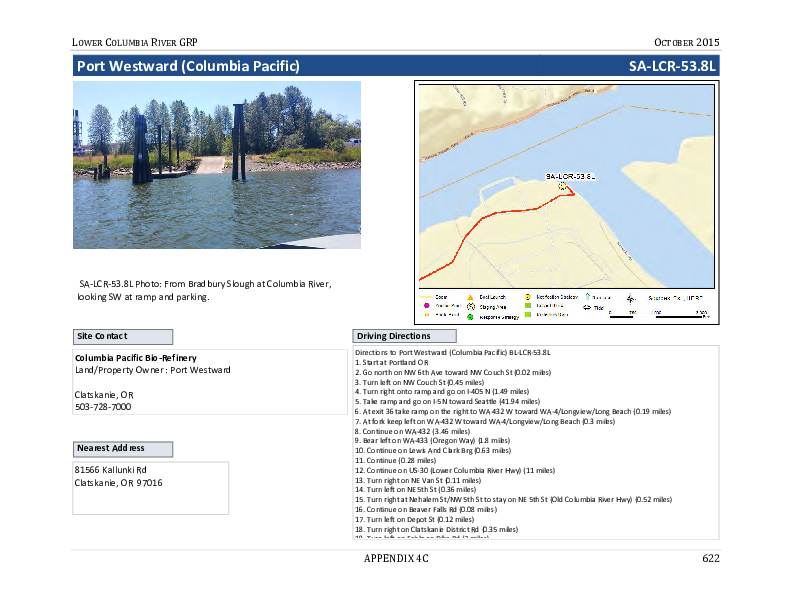 LOWER COLUMBIA RIVER GRP
OCTOBER 2015
Port Westward (Columbia Pacific)
SA-LCR-53.8L
SA-LCR-53.8L
SA-LCR-53.8L Photo: From Bradbury Slough at Columbia River,
looking SW at ramp and parking.
Boom
Boat Launch
Notification Strategy
Staging Area
Response Strategy
Tidal
Site Contact
Columbia Pacific Bio-Refinery
Land/Property Owner: Port Westward
Clatskanie, OR
503-728-7000
Nearest Address
81566 Kallunki Rd
Clatskanie, OR 97016
Driving Directions
Directions to Port Westward (Columbia Pacific) BL-LCR-53.8L
1. Start at Portland OR
2. Go north on NW 6th Ave toward NW Couch St (0.02 miles)
3. Turn left on NW Couch St (0.45 miles)
4. Turn right onto ramp and go on I-405 N (1.49 miles)
5. Take ramp and go on I-5 N toward Seattle (41.94 miles)
6. At exit 36 take ramp on the right to WA-432 W toward WA-4/Longview/Long Beach (0.19 miles)
7. At fork keep left on WA-432 W toward WA-4/Longview/Long Beach (0.3 miles)
8. Continue on WA-432 (3.46 miles)
9. Bear left on WA-433 (Oregon Way) (1.8 miles)
10. Continue on Lewis And Clark Brg (0.63 miles)
11. Continue (0.28 miles)
12. Continue on US-30 (Lower Columbia River Hwy) (11 miles)
13. Turn right on NE Van St (0.11 miles)
14. Turn left on NE 5th St (0.36 miles)
15. Turn right at Nehalem St/NW 5th St to stay on NE 5th St (Old Columbia River Hwy) (0.52 miles)
16. Continue on Beaver Falls Rd (0.08 miles)
17. Turn left on Depot St (0.12 miles)
18. Turn right on Clatskanie District Rd (0.35 miles)
APPENDIX 4C
622